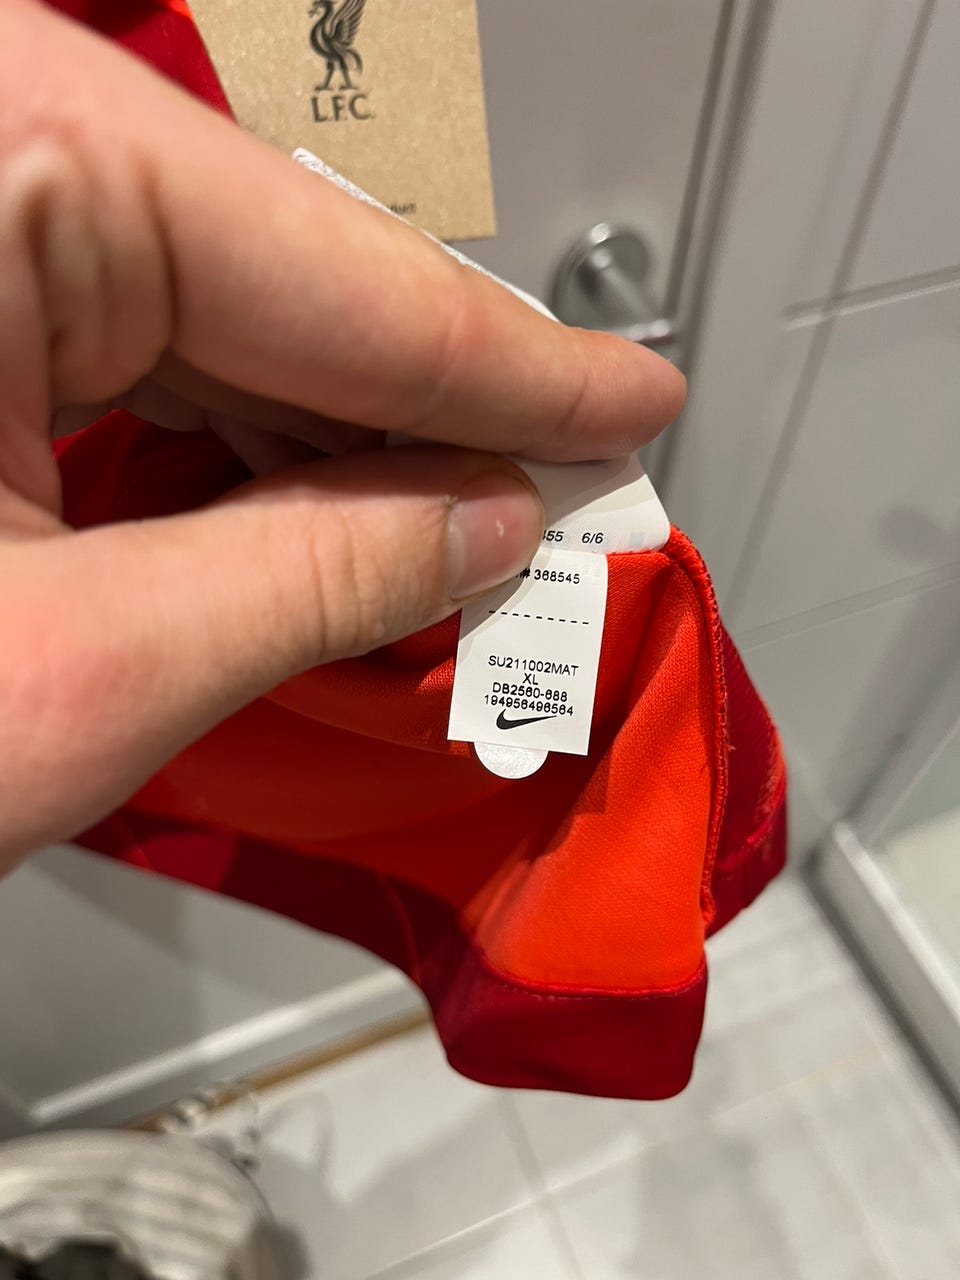 L.F.C.
455 6/6
# 368545
SU211002MAT
XL
DB2560-688
194956496564